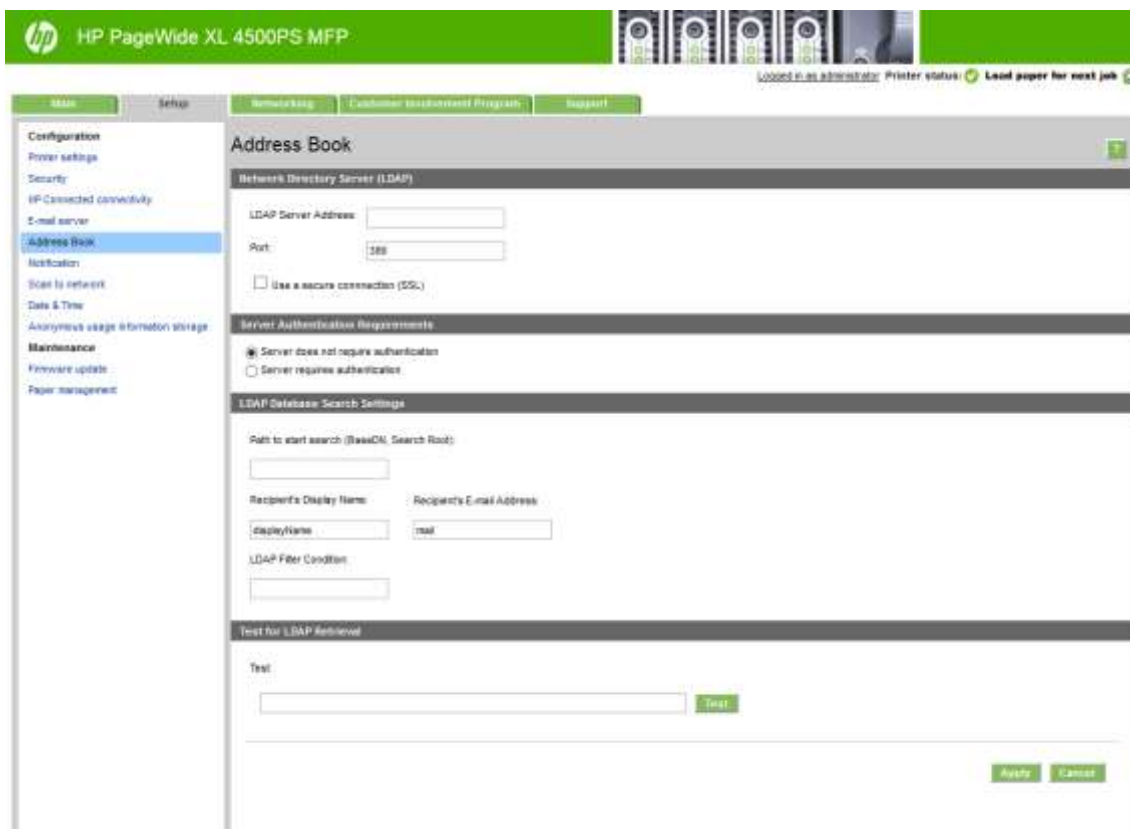 hp HP PageWide XL 4500PS MFP
Logged in as administrator Printer status: Load paper for next job
Main Setup Networking Customer Involvement Program Support
Configuration
Printer settings
Security
HP Connected connectivity
E-mail server
Address Book
Notification
Scan to network
Date & Time
Anonymous usage information storage
Maintenance
Firmware update
Paper management
Address Book
?
Network Directory Server (LDAP)
LDAP Server Address:
Port: 389
Use a secure connnection (SSL)
Server Authentication Requirements
Server does not require authentication
Server requires authentication
LDAP Database Search Settings
Path to start search (BaseDN, Search Root):
Recipient's Display Name Recipient's E-mail Address
displayName mail
LDAP Filter Condition
Test for LDAP Retrieval
Test
Test
Apply Cancel